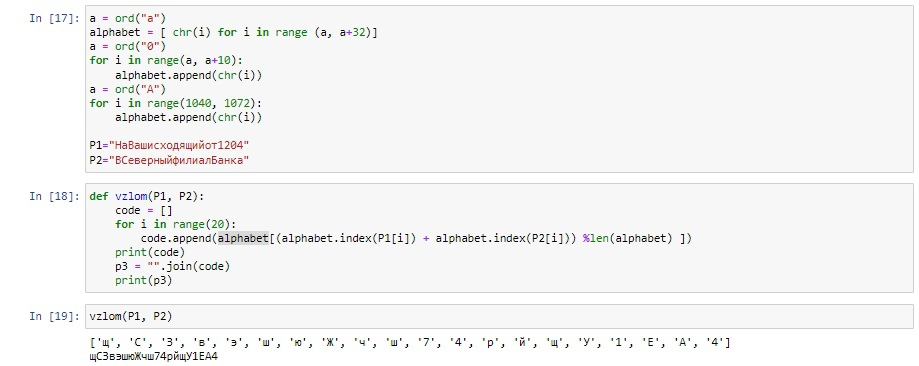 In [17]: a = ord("а")
alphabet = [ chr(i) for i in range (a, a+32)]
a = ord("0")
for i in range(a, a+10):
    alphabet.append(chr(i))
a = ord("А")
for i in range(1040, 1072):
    alphabet.append(chr(i))
P1="НаВашисходящийот1204"
P2="ВСеверныйфилиалБанка"
In [18]: def vzlom(P1, P2):
    code = []
    for i in range(20):
        code.append(alphabet[(alphabet.index(P1[i]) + alphabet.index(P2[i])) %len(alphabet) ])
    print(code)
    p3 = "".join(code)
    print(p3)
In [19]: vzlom(P1, P2)
['щ', 'С', 'З', 'в', 'э', 'ш', 'ю', 'Ж', 'ч', 'ш', '7', '4', 'р', 'й', 'щ', 'У', '1', 'Е', 'А', '4']
щСЗвэшюЖчш74рйщУ1ЕА4